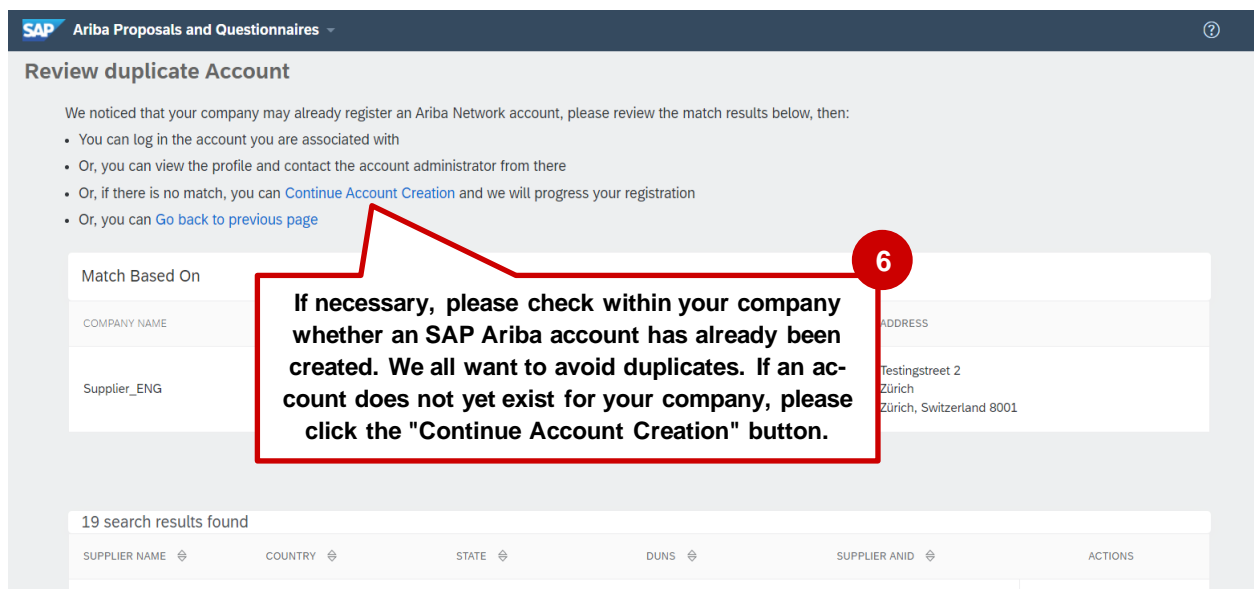 SAP Ariba Proposals and Questionnaires
Review duplicate Account
We noticed that your company may already register an Ariba Network account, please review the match results below, then:
• You can log in the account you are associated with
• Or, you can view the profile and contact the account administrator from there
• Or, if there is no match, you can Continue Account Creation and we will progress your registration
• Or, you can Go back to previous page
6
Match Based On
If necessary, please check within your company
whether an SAP Ariba account has already been
created. We all want to avoid duplicates. If an ac-
count does not yet exist for your company, please
click the "Continue Account Creation" button.
COMPANY NAME
ADDRESS
Supplier_ENG
Testingstreet 2
Zürich
Zürich, Switzerland 8001
19 search results found
SUPPLIER NAME COUNTRY STATE DUNS SUPPLIER ANID ACTIONS